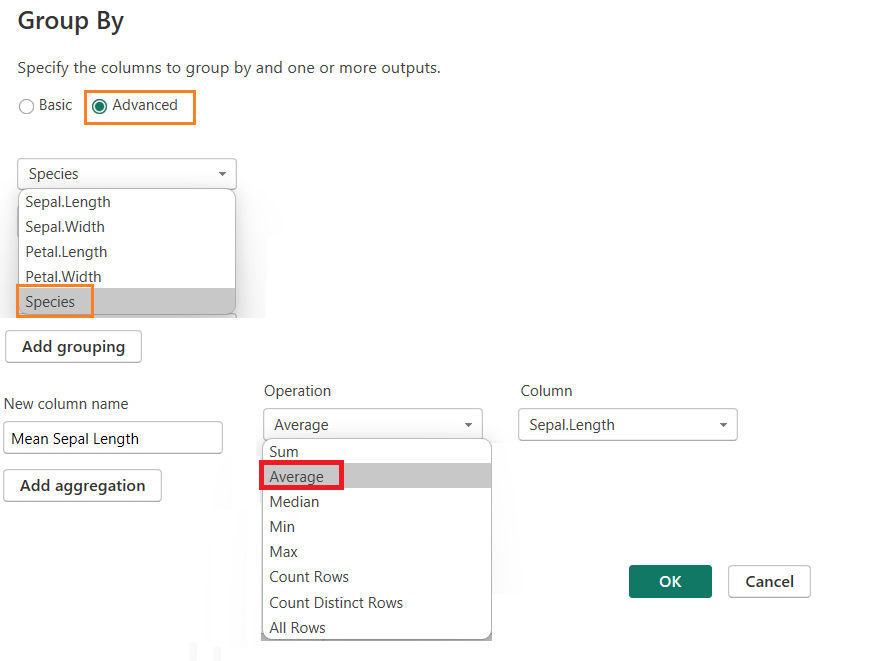 Group By
Specify the columns to group by and one or more outputs.
Basic Advanced
Species
Sepal.Length
Sepal.Width
Petal.Length
Petal.Width
Species
Add grouping
New column name
Mean Sepal Length
Add aggregation
Operation
Average
Sum
Average
Median
Min
Max
Count Rows
Count Distinct Rows
All Rows
Column
Sepal.Length
OK
Cancel